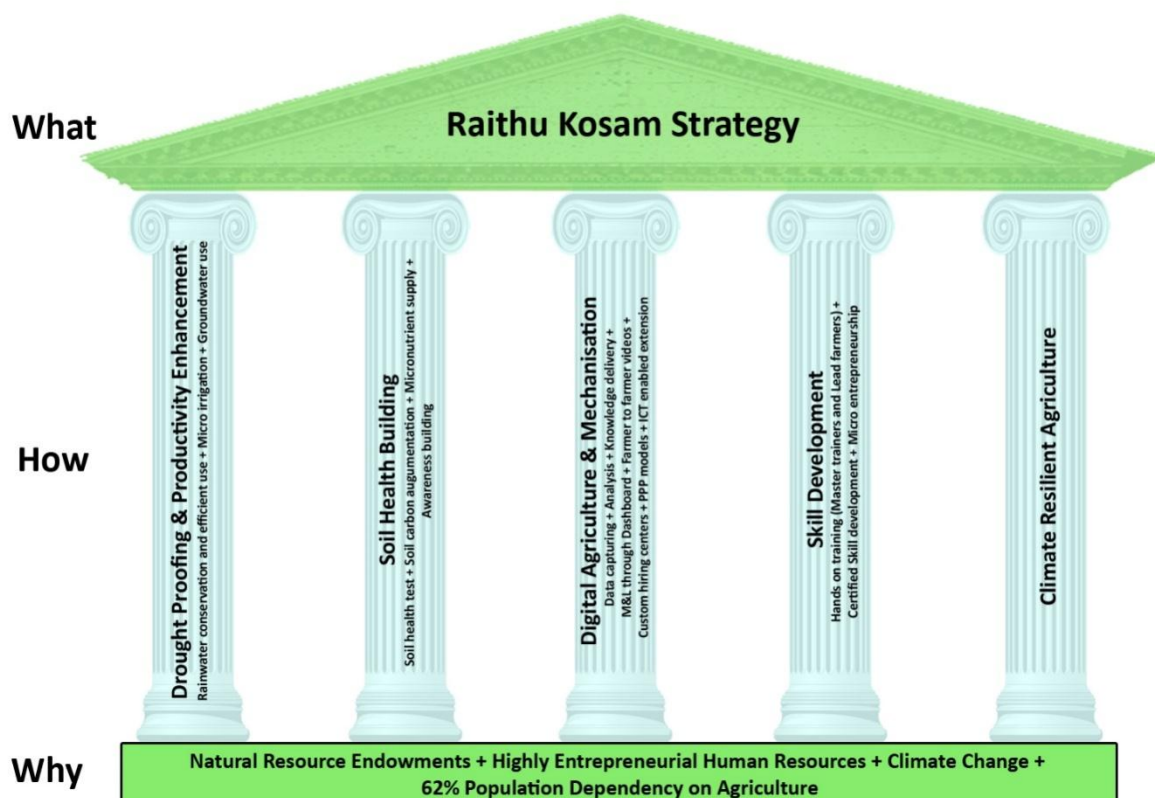 What
Raithu Kosam Strategy
How
Drought Proofing & Productivity Enhancement
Rainwater conservation and efficient use + Micro irrigation + Groundwater use
Soil Health Building
Soil health test + Soil carbon augumentation + Micronutrient supply +
Awareness building
Digital Agriculture & Mechanisation
Data capturing + Analysis + Knowledge delivery +
M&L through Dashboard + Farmer to farmer videos +
Custom hiring centers + PPP models + ICT enabled extension
Skill Development
Hands on training (Master trainers and Lead farmers) +
Certified Skill development + Micro entrepreneurship
Climate Resilient Agriculture
Why
Natural Resource Endowments + Highly Entrepreneurial Human Resources + Climate Change +
62% Population Dependency on Agriculture